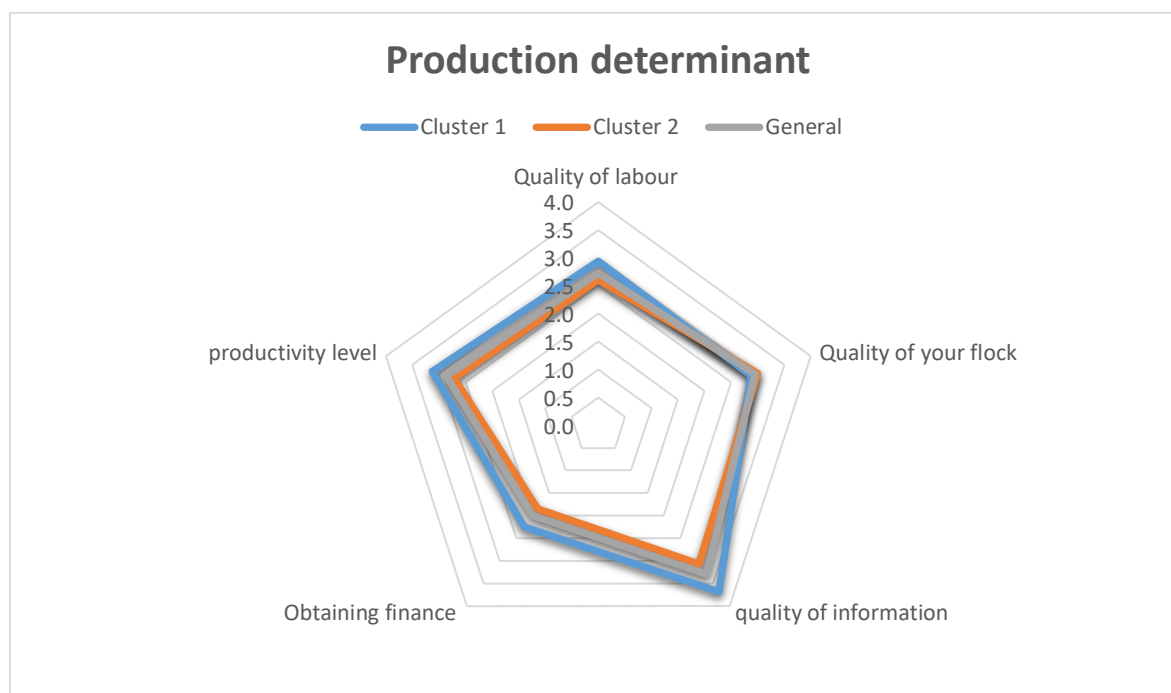 Production determinant
Cluster 1 Cluster 2 General
Quality of labour
4.0
3.5
3.0
2.5
2.0
1.5
1.0
0.5
0.0
productivity level
Quality of your flock
Obtaining finance
quality of information